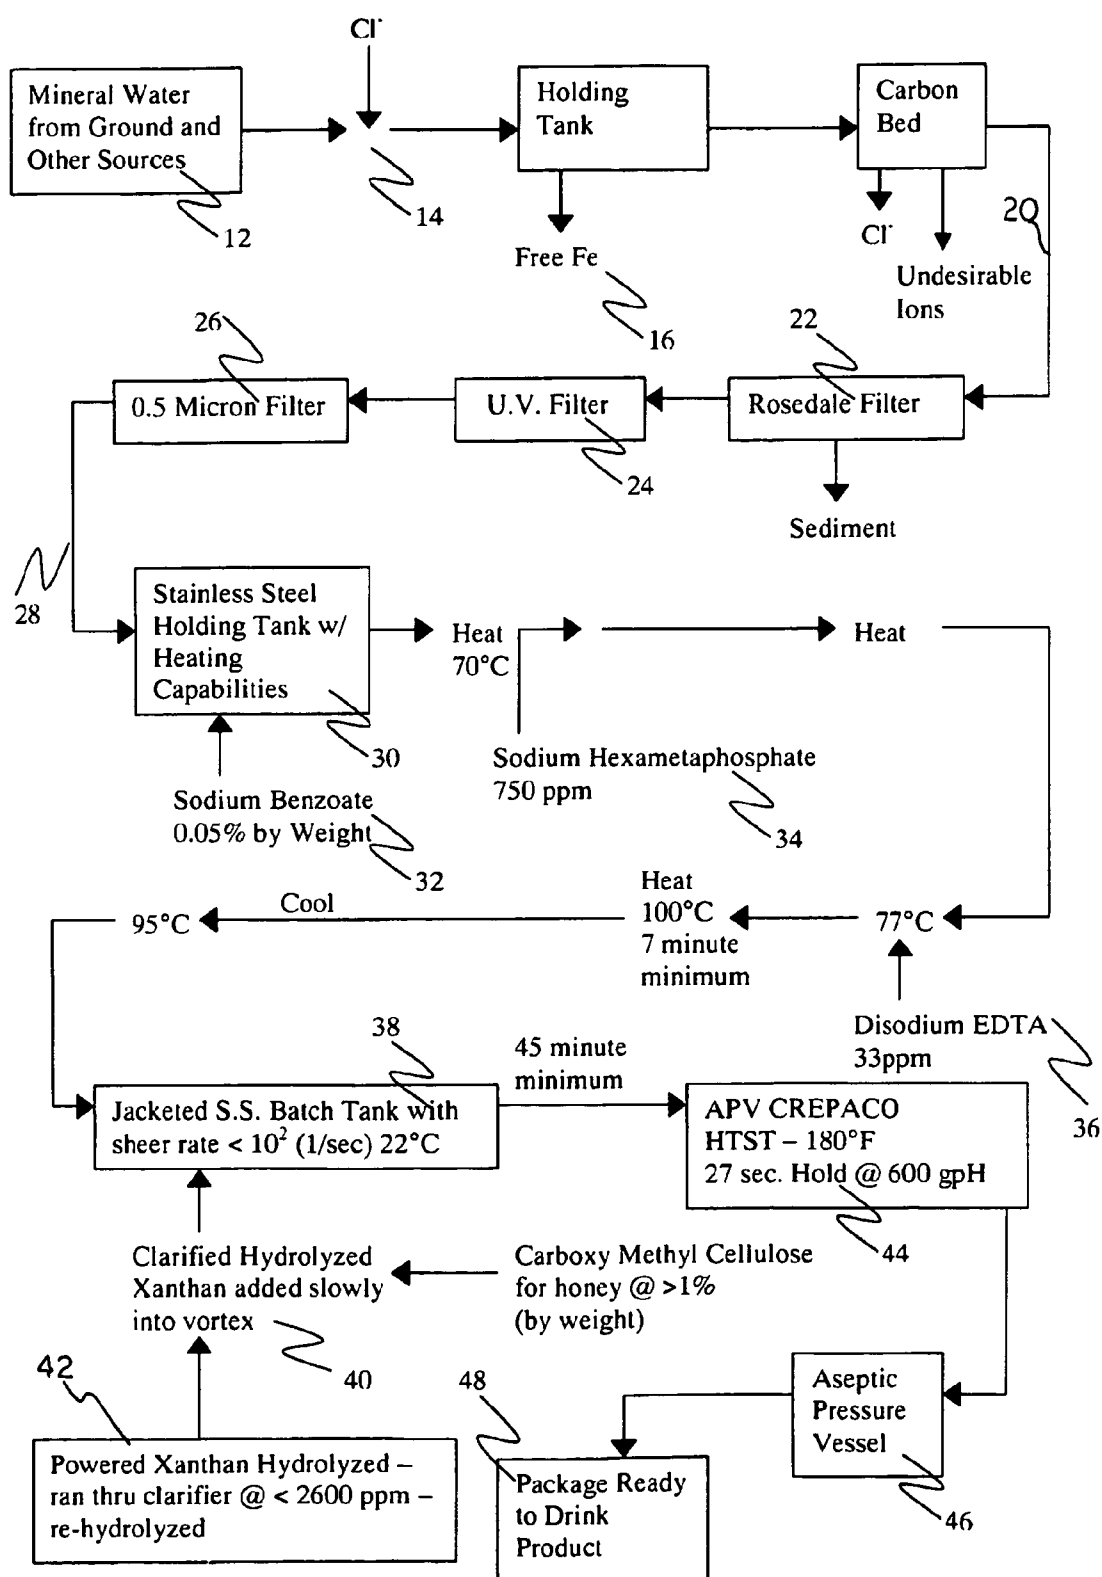 Cl-
Mineral Water
from Ground and
Other Sources
12
14
Holding
Tank
Free Fe
16
Carbon
Bed
Cl-
Undesirable
Ions
20
26
0.5 Micron Filter
U.V. Filter
24
22
Rosedale Filter
Sediment
28
Stainless Steel
Holding Tank w/
Heating
Capabilities
30
Sodium Benzoate
0.05% by Weight
32
Heat
70°C
Sodium Hexametaphosphate
750 ppm
34
Heat
95°C
Cool
Heat
100°C
7 minute
minimum
77°C
Disodium EDTA
33ppm
36
38
Jacketed S.S. Batch Tank with
sheer rate < 10² (1/sec) 22°C
45 minute
minimum
APV CREPACO
HTST – 180°F
27 sec. Hold @ 600 gpH
44
Clarified Hydrolyzed
Xanthan added slowly
into vortex
40
Carboxy Methyl Cellulose
for honey @ >1%
(by weight)
42
Powered Xanthan Hydrolyzed –
ran thru clarifier @ < 2600 ppm –
re-hydrolyzed
48
Package Ready
to Drink
Product
Aseptic
Pressure
Vessel
46